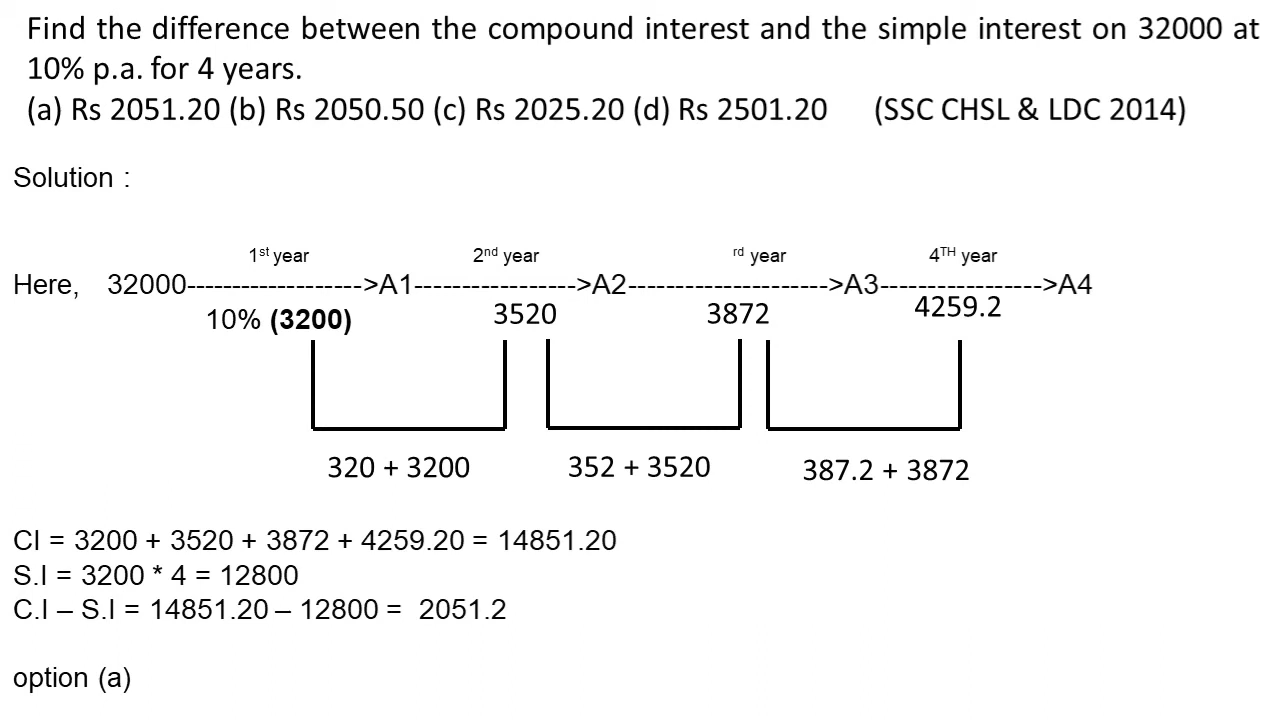 Find the difference between the compound interest and the simple interest on 32000 at
10% p.a. for 4 years.
(a) Rs 2051.20 (b) Rs 2050.50 (c) Rs 2025.20 (d) Rs 2501.20 (SSC CHSL & LDC 2014)
Solution :
1st year 2nd year rd year 4TH year
Here, 32000------------------->A1----------------->A2--------------------->A3----------------->A4
10% (3200) 3520 3872 4259.2
320 + 3200 352 + 3520 387.2 + 3872
CI = 3200 + 3520 + 3872 + 4259.20 = 14851.20
S.I = 3200 * 4 = 12800
C.I – S.I = 14851.20 – 12800 = 2051.2
option (a)